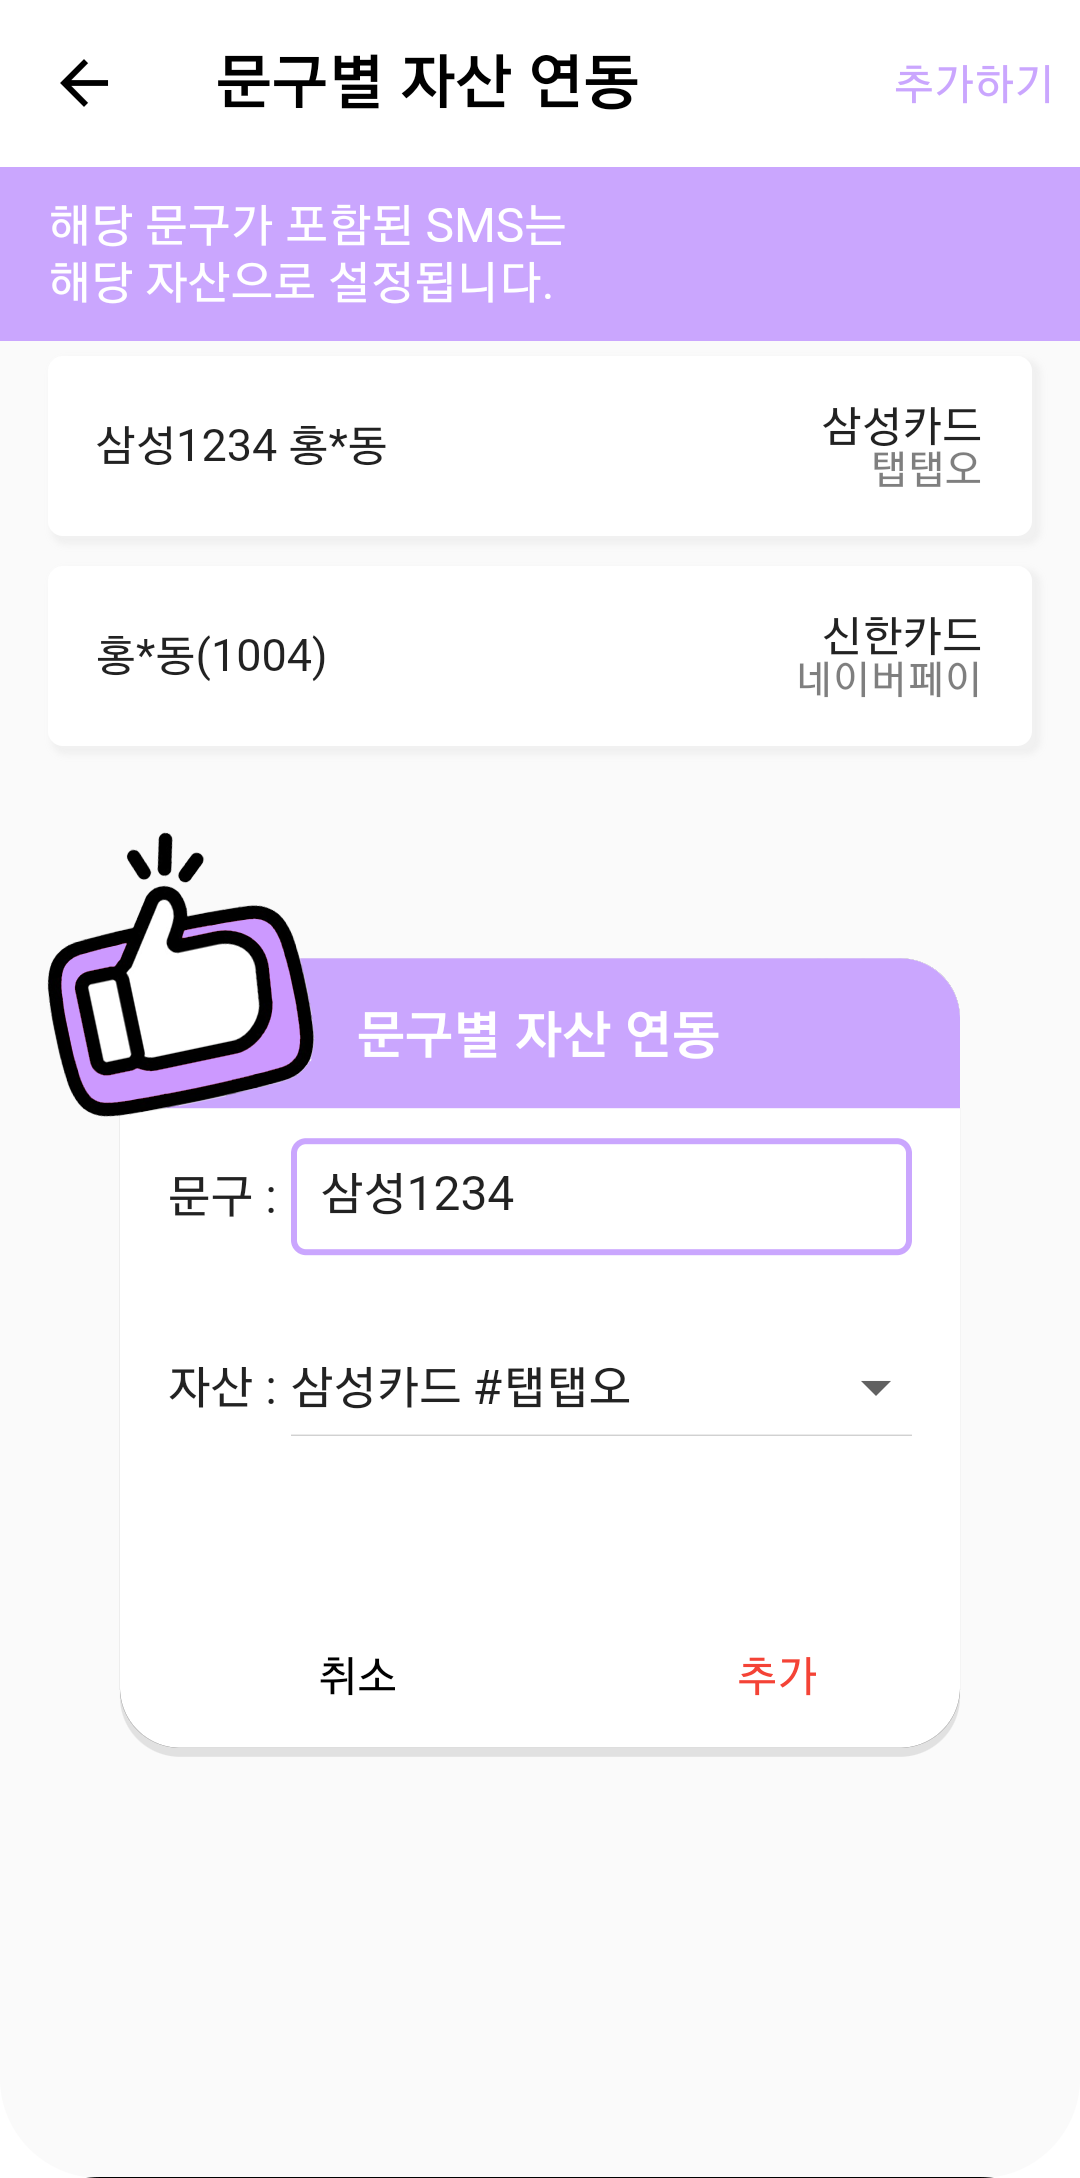 문구별 자산 연동
추가하기
해당 문구가 포함된 SMS는
해당 자산으로 설정됩니다.
삼성1234 홍*동
삼성카드
탭탭오
홍*동(1004)
신한카드
네이버페이
문구별 자산 연동
문구 : 삼성1234
자산 : 삼성카드 #탭탭오
취소
추가